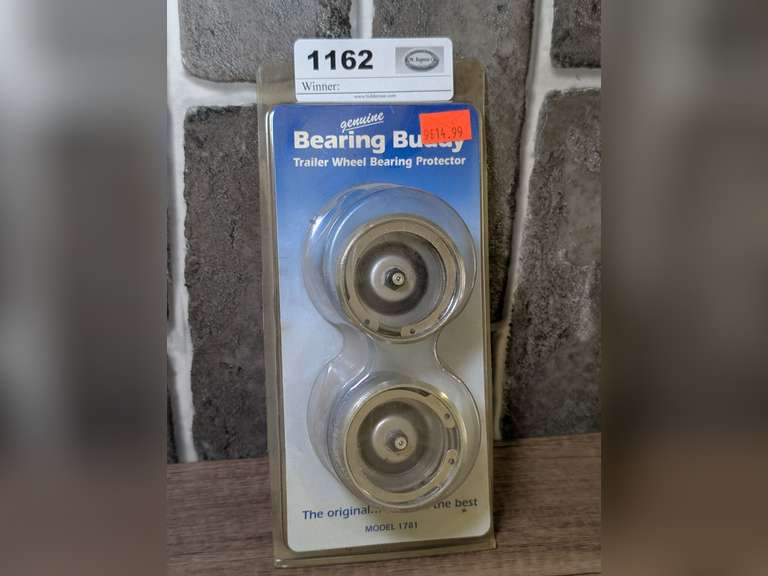 1162
Winner:
genuine
Bearing Buddy
14.99
Trailer Wheel Bearing Protector
The original... the best
MODEL 1781